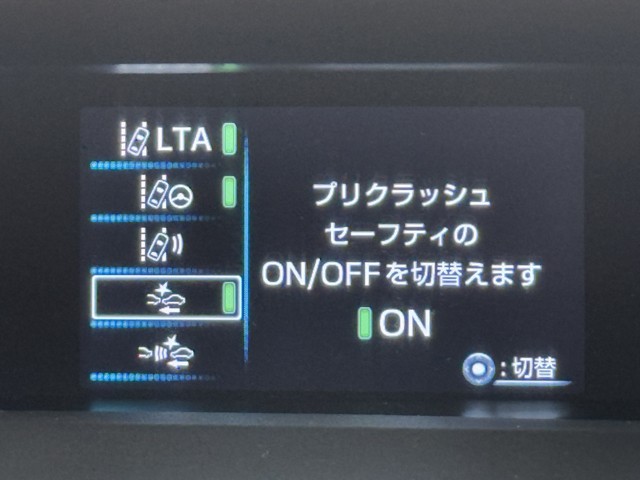 LTA
プリクラッシュ
セーフティの
ON/OFFを切替えます
ON
:切替